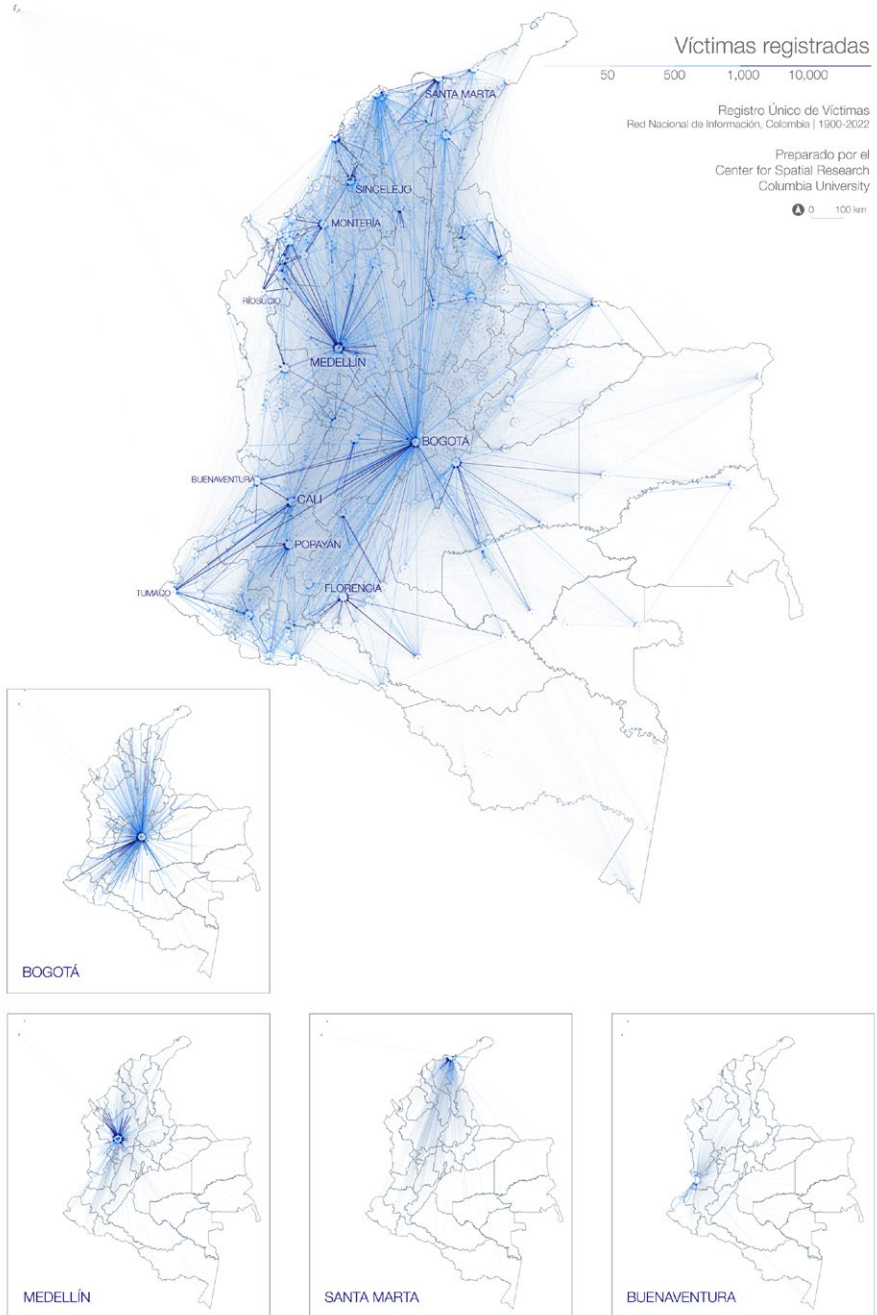 Víctimas registradas
50 500 1,000 10,000
Registro Único de Víctimas
Red Nacional de Información, Colombia | 1900-2022
Preparado por el
Center for Spatial Research
Columbia University
0 100 km
SANTA MARTA
SINCELEJO
MONTERÍA
RÍOSUCIO
MEDELLÍN
BOGOTÁ
BUENAVENTURA
CALI
POPAYÁN
TUMACO
FLORENCIA
BOGOTÁ
MEDELLÍN
SANTA MARTA
BUENAVENTURA